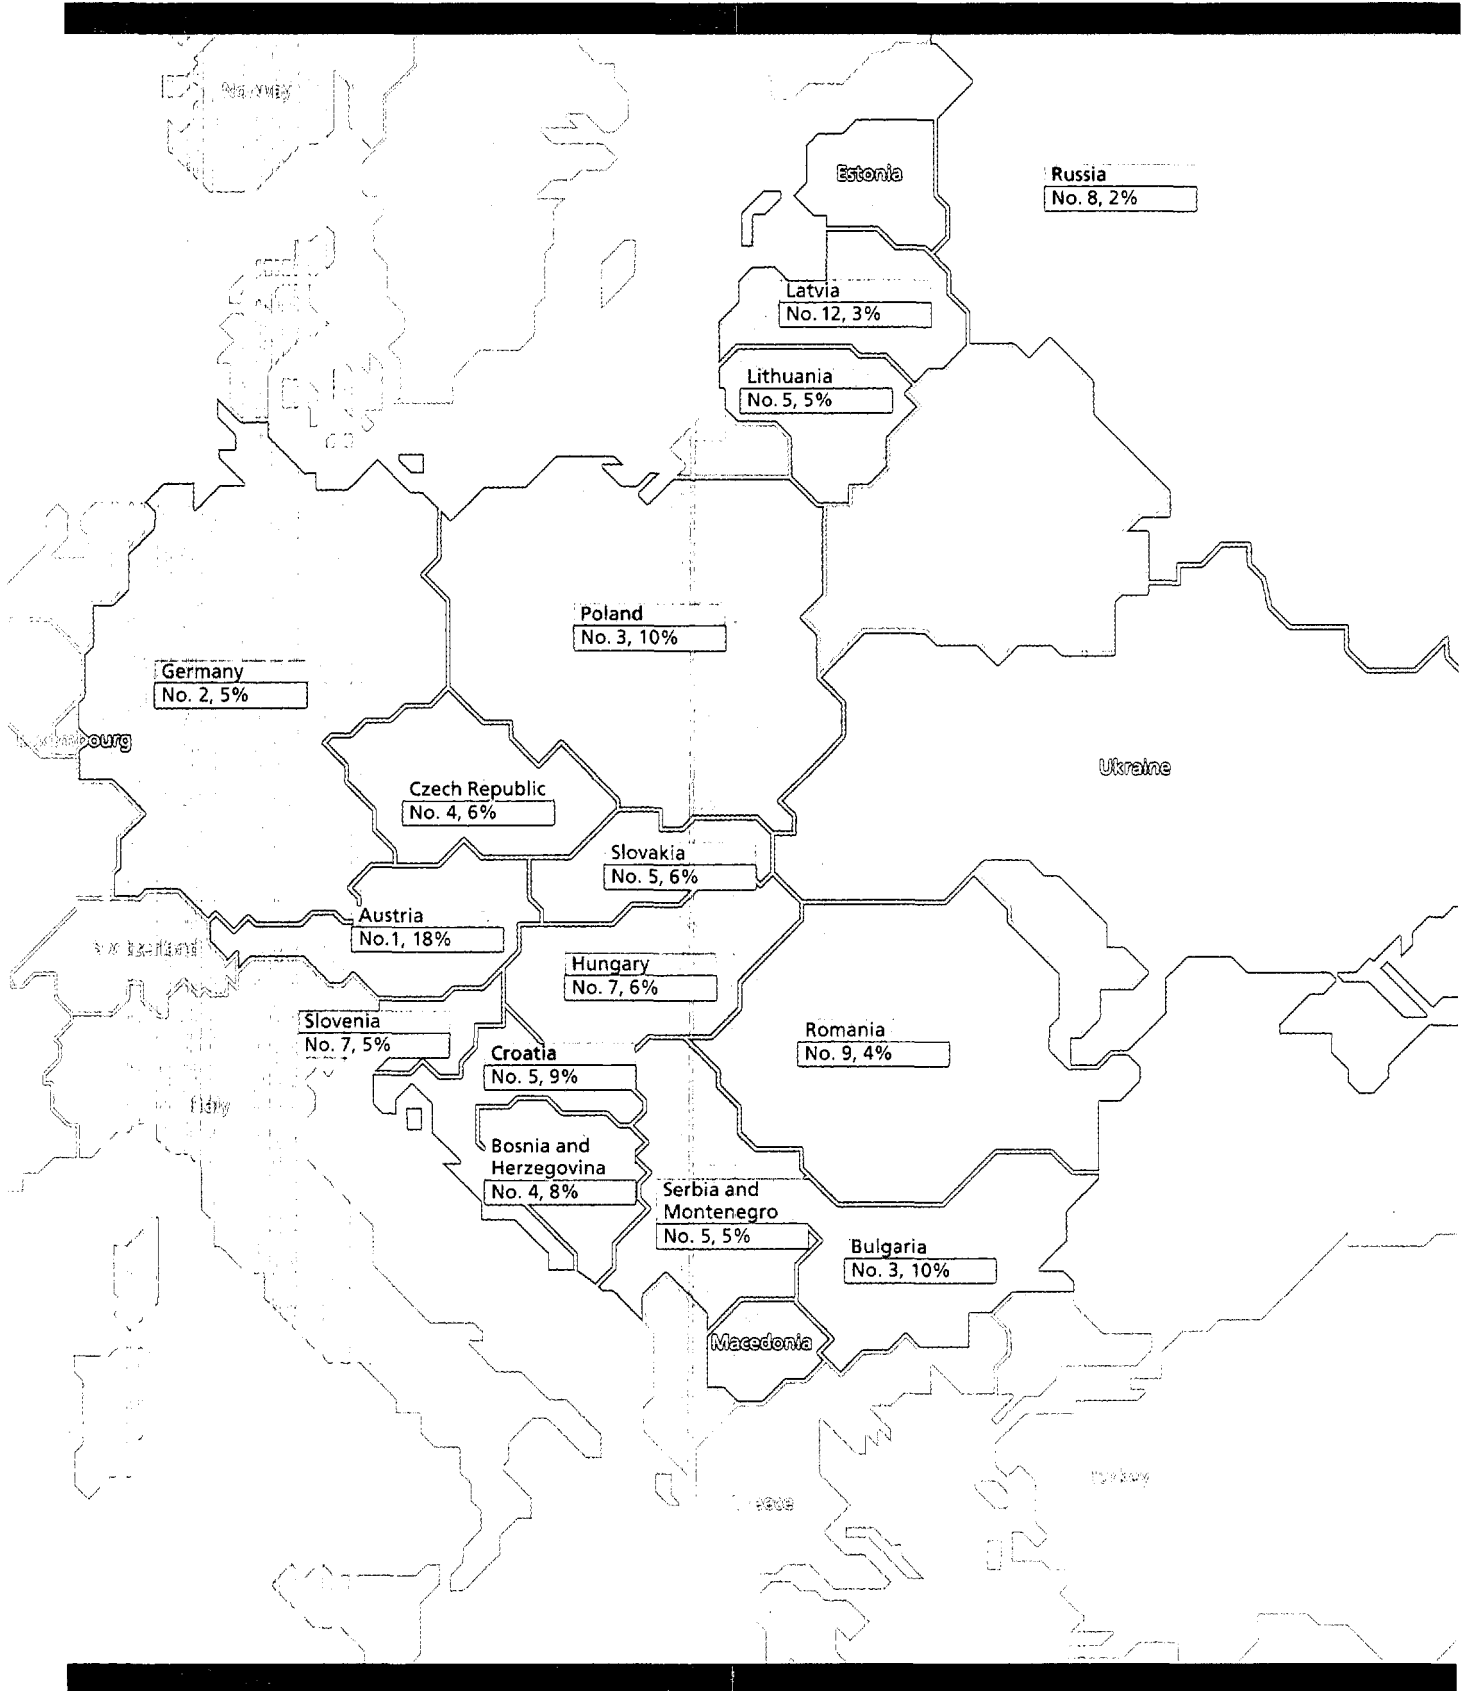 Norway
Estonia
Russia
No. 8, 2%
Latvia
No. 12, 3%
Lithuania
No. 5, 5%
Poland
No. 3, 10%
Germany
No. 2, 5%
Ukraine
Czech Republic
No. 4, 6%
Slovakia
No. 5, 6%
Austria
No.1, 18%
Hungary
No. 7, 6%
Slovenia
No. 7, 5%
Romania
No. 9, 4%
Croatia
No. 5, 9%
Italy
Bosnia and
Herzegovina
No. 4, 8%
Serbia and
Montenegro
No. 5, 5%
Bulgaria
No. 3, 10%
Macedonia
Turkey